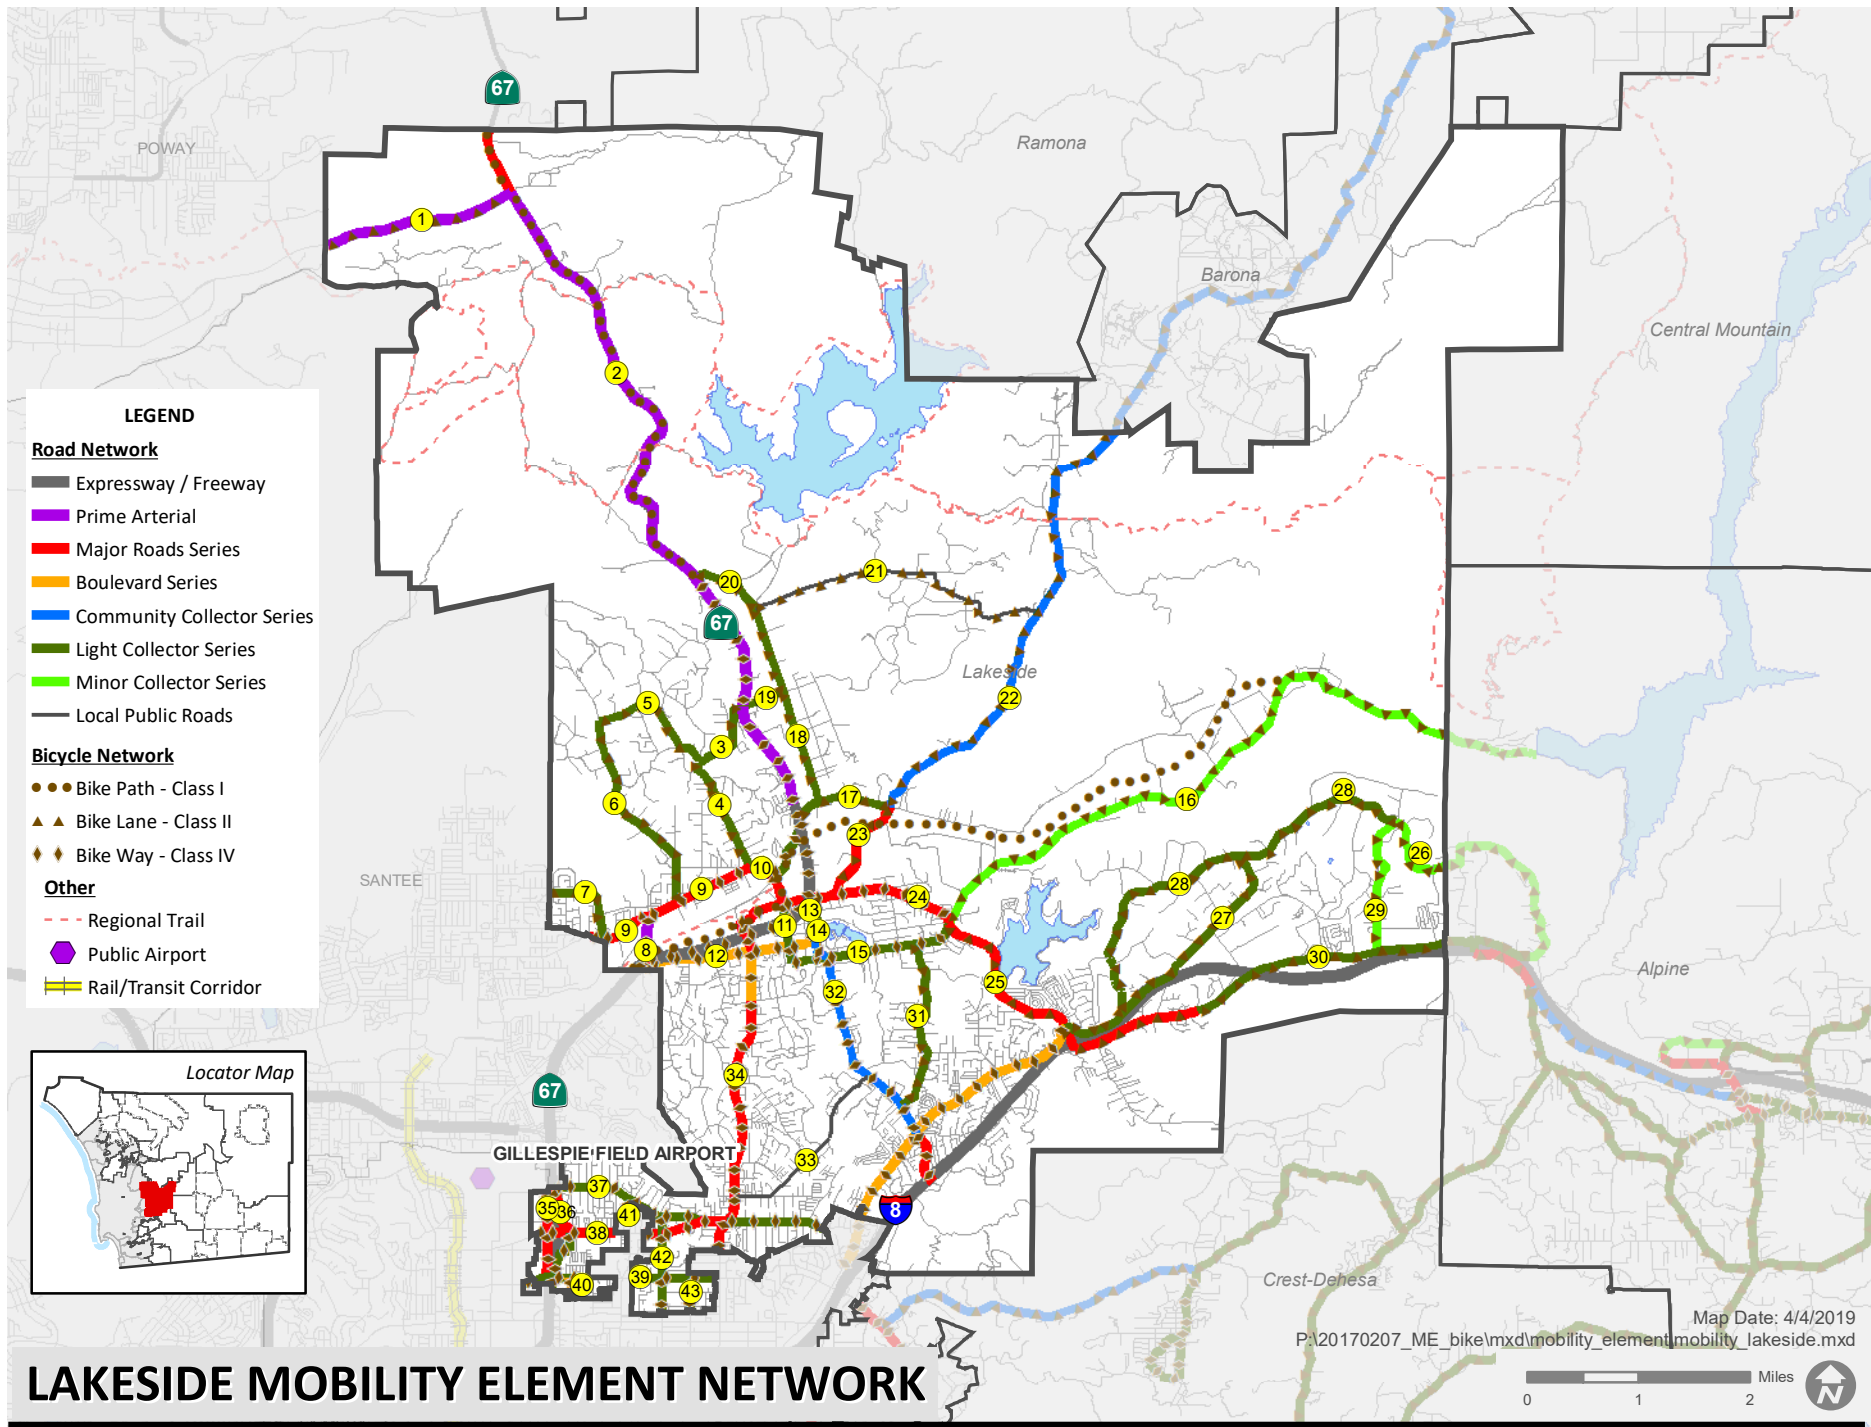 67
POWAY
Ramona
1
Barona
Central Mountain
2
LEGEND
Road Network
Expressway / Freeway
Prime Arterial
Major Roads Series
Boulevard Series
Community Collector Series
Light Collector Series
Minor Collector Series
Local Public Roads
Bicycle Network
Bike Path - Class I
Bike Lane - Class II
Bike Way - Class IV
Other
Regional Trail
Public Airport
Rail/Transit Corridor
21
20
67
Lakeside
22
19
5
18
3
28
17
16
6
4
23
26
10
SANTEE
28
9
7
24
29
13
27
9
11
14
8
12
15
30
Alpine
25
32
31
Locator Map
34
67
GILLESPIE FIELD AIRPORT
33
37
35
36
41
8
38
42
39
40
43
Crest-Dehesa
Map Date: 4/4/2019
P:\20170207_ME_bike\mxd\mobility_element\mobility_lakeside.mxd
Miles
0 1 2
N
LAKESIDE MOBILITY ELEMENT NETWORK